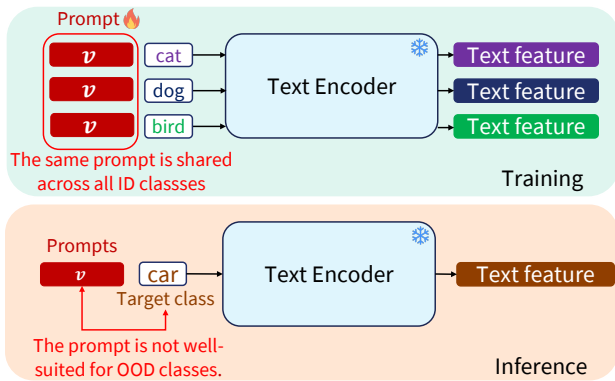 Prompt
v cat Text Encoder Text feature
v dog Text feature
v bird Text feature
The same prompt is shared
across all ID classses
Training
Prompts
v car Text Encoder Text feature
Target class
The prompt is not well-
suited for OOD classes.
Inference